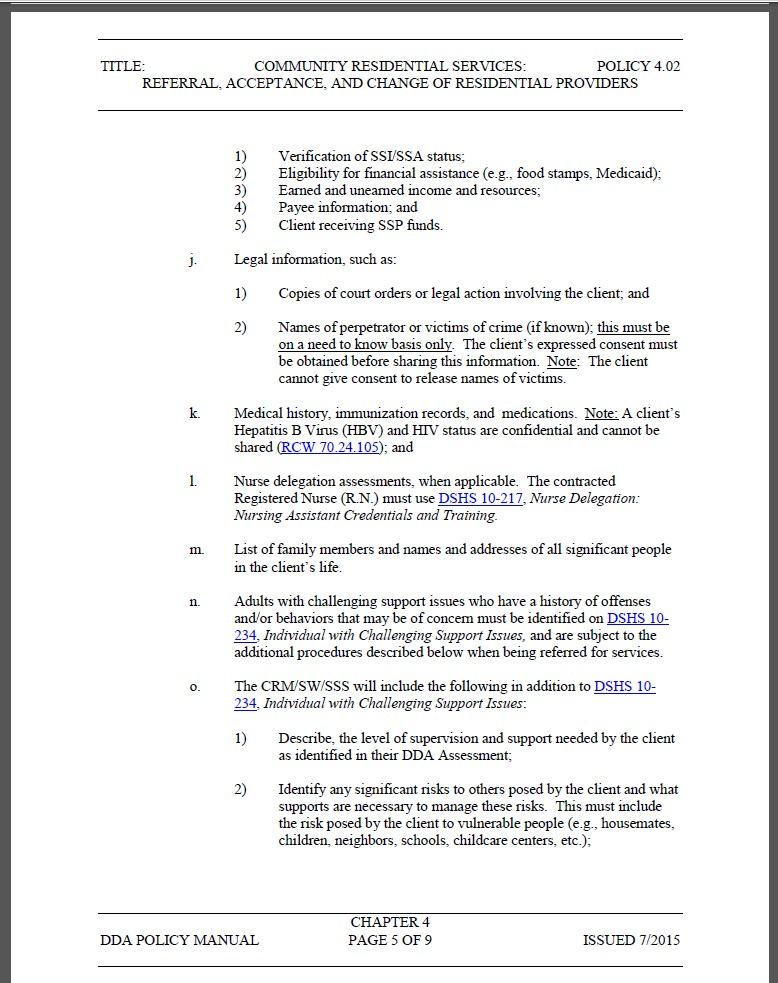 TITLE: COMMUNITY RESIDENTIAL SERVICES: POLICY 4.02
REFERRAL, ACCEPTANCE, AND CHANGE OF RESIDENTIAL PROVIDERS
1) Verification of SSI/SSA status;
2) Eligibility for financial assistance (e.g., food stamps, Medicaid);
3) Earned and unearned income and resources;
4) Payee information; and
5) Client receiving SSP funds.
j. Legal information, such as:
1) Copies of court orders or legal action involving the client; and
2) Names of perpetrator or victims of crime (if known); this must be
on a need to know basis only. The client’s expressed consent must
be obtained before sharing this information. Note: The client
cannot give consent to release names of victims.
k. Medical history, immunization records, and medications. Note: A client’s
Hepatitis B Virus (HBV) and HIV status are confidential and cannot be
shared (RCW 70.24.105); and
l. Nurse delegation assessments, when applicable. The contracted
Registered Nurse (R.N.) must use DSHS 10-217, Nurse Delegation:
Nursing Assistant Credentials and Training.
m. List of family members and names and addresses of all significant people
in the client’s life.
n. Adults with challenging support issues who have a history of offenses
and/or behaviors that may be of concern must be identified on DSHS 10-
234, Individual with Challenging Support Issues, and are subject to the
additional procedures described below when being referred for services.
o. The CRM/SW/SSS will include the following in addition to DSHS 10-
234, Individual with Challenging Support Issues:
1) Describe, the level of supervision and support needed by the client
as identified in their DDA Assessment;
2) Identify any significant risks to others posed by the client and what
supports are necessary to manage these risks. This must include
the risk posed by the client to vulnerable people (e.g., housemates,
children, neighbors, schools, childcare centers, etc.);
CHAPTER 4
DDA POLICY MANUAL PAGE 5 OF 9 ISSUED 7/2015